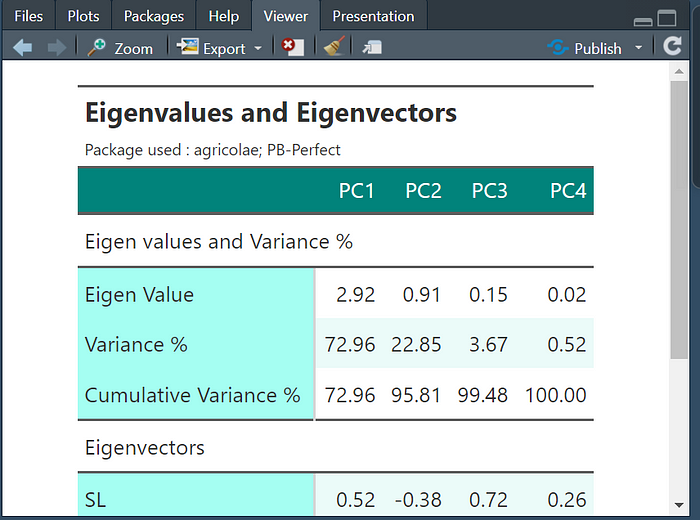 Files Plots Packages Help Viewer Presentation
Zoom Export Publish
Eigenvalues and Eigenvectors
Package used : agricolae; PB-Perfect
PC1 PC2 PC3 PC4
Eigen values and Variance %
Eigen Value 2.92 0.91 0.15 0.02
Variance % 72.96 22.85 3.67 0.52
Cumulative Variance % 72.96 95.81 99.48 100.00
Eigenvectors
SL 0.52 -0.38 0.72 0.26